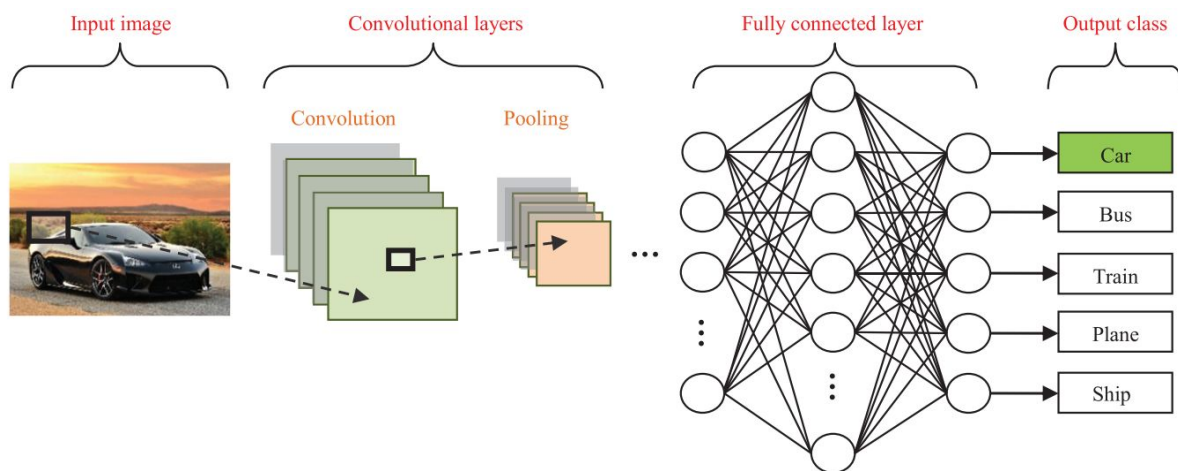 Input image
Convolutional layers
Fully connected layer
Output class
Convolution
Pooling
...
Car
Bus
Train
Plane
Ship